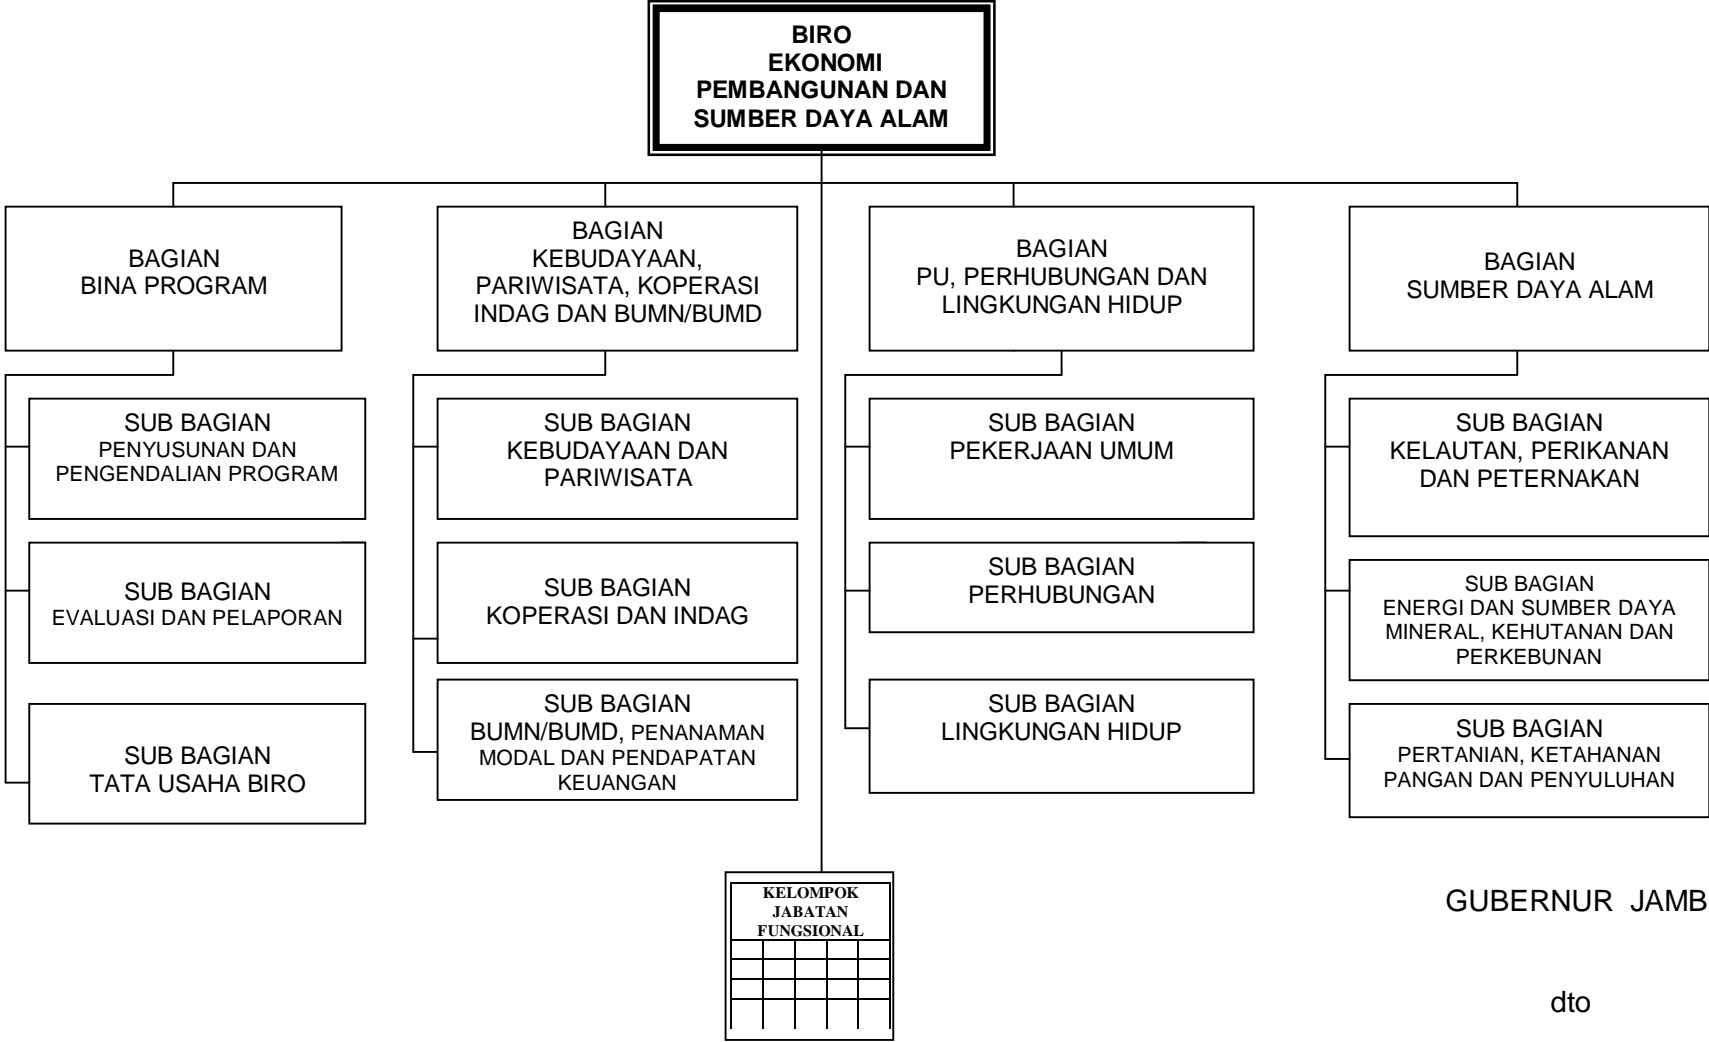 BIRO
EKONOMI
PEMBANGUNAN DAN
SUMBER DAYA ALAM
BAGIAN
BINA PROGRAM
BAGIAN
KEBUDAYAAN,
PARIWISATA, KOPERASI
INDAG DAN BUMN/BUMD
BAGIAN
PU, PERHUBUNGAN DAN
LINGKUNGAN HIDUP
BAGIAN
SUMBER DAYA ALAM
SUB BAGIAN
PENYUSUNAN DAN
PENGENDALIAN PROGRAM
SUB BAGIAN
KEBUDAYAAN DAN
PARIWISATA
SUB BAGIAN
PEKERJAAN UMUM
SUB BAGIAN
KELAUTAN, PERIKANAN
DAN PETERNAKAN
SUB BAGIAN
EVALUASI DAN PELAPORAN
SUB BAGIAN
KOPERASI DAN INDAG
SUB BAGIAN
PERHUBUNGAN
SUB BAGIAN
ENERGI DAN SUMBER DAYA
MINERAL, KEHUTANAN DAN
PERKEBUNAN
SUB BAGIAN
TATA USAHA BIRO
SUB BAGIAN
BUMN/BUMD, PENANAMAN
MODAL DAN PENDAPATAN
KEUANGAN
SUB BAGIAN
LINGKUNGAN HIDUP
SUB BAGIAN
PERTANIAN, KETAHANAN
PANGAN DAN PENYULUHAN
KELOMPOK
JABATAN
FUNGSIONAL
GUBERNUR JAMB
dto